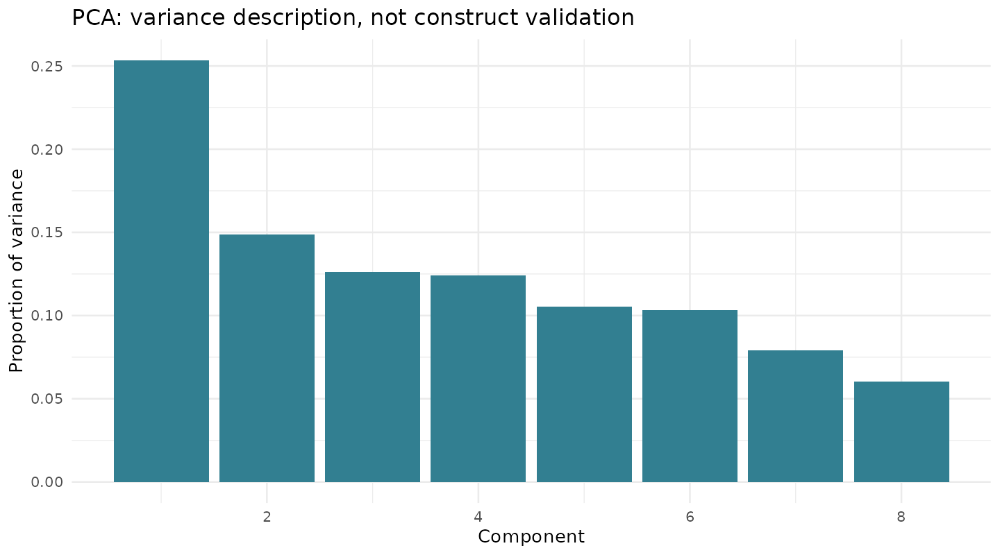 PCA: variance description, not construct validation
Proportion of variance
0.25
0.20
0.15
0.10
0.05
0.00
2 4 6 8
Component